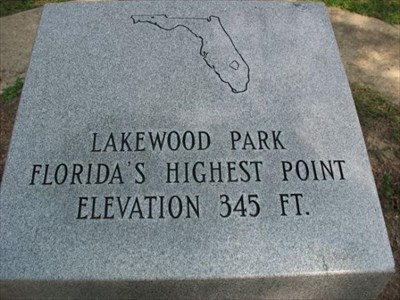 LAKEWOOD PARK
FLORIDA'S HIGHEST POINT
ELEVATION 345 FT.